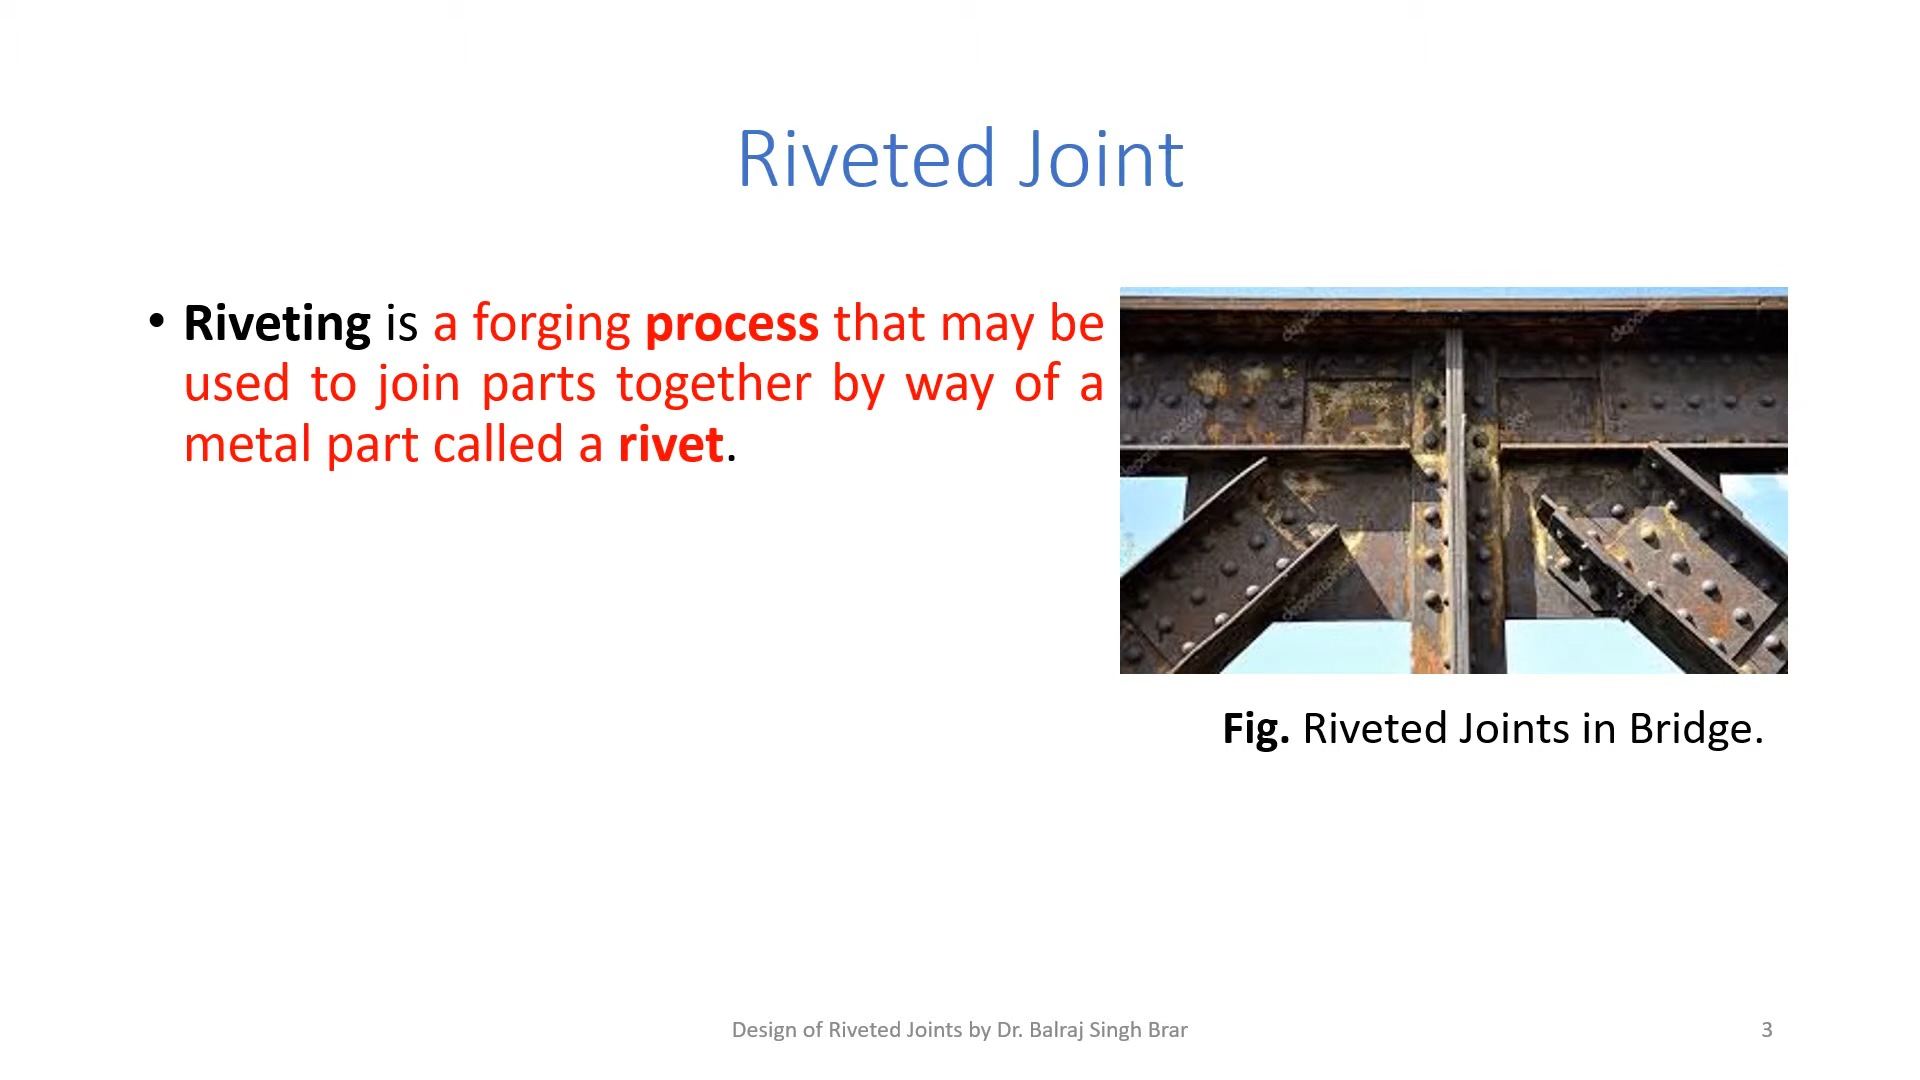 Riveted Joint
• Riveting is a forging process that may be
used to join parts together by way of a
metal part called a rivet.
Fig. Riveted Joints in Bridge.
Design of Riveted Joints by Dr. Balraj Singh Brar
3